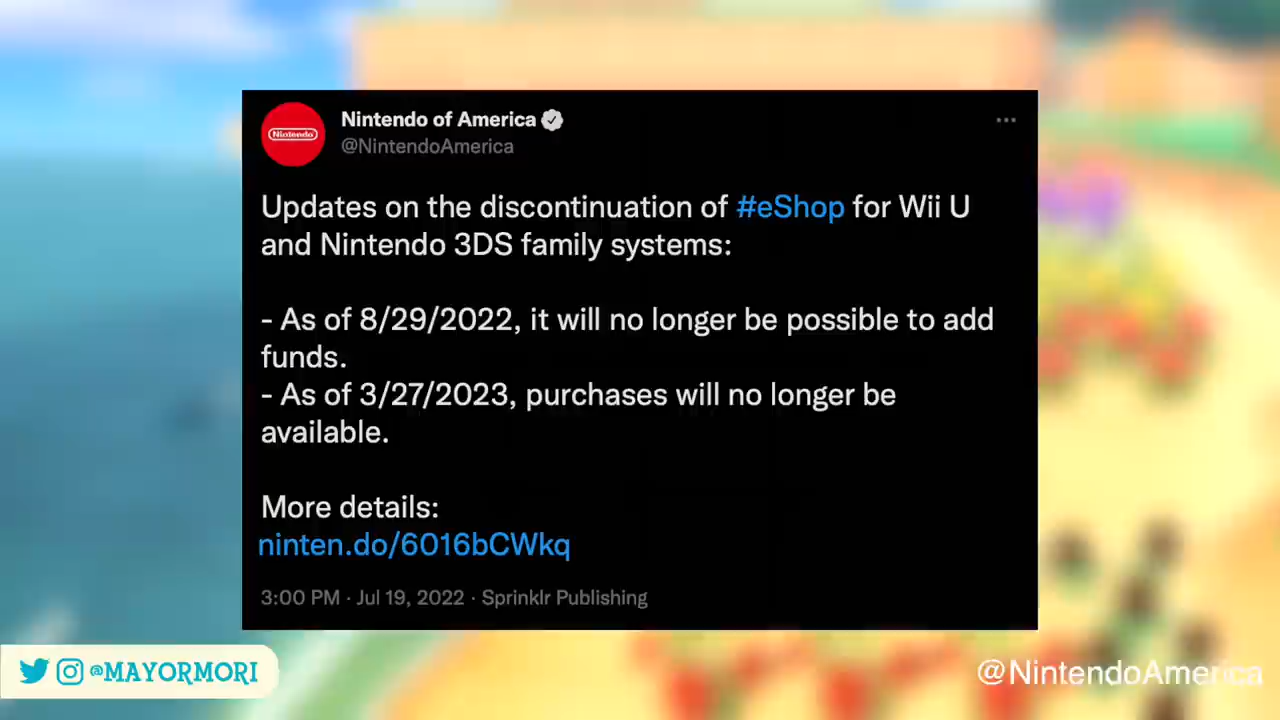 Nintendo
Nintendo of America
@NintendoAmerica
Updates on the discontinuation of #eShop for Wii U
and Nintendo 3DS family systems:
- As of 8/29/2022, it will no longer be possible to add
funds.
- As of 3/27/2023, purchases will no longer be
available.
More details:
ninten.do/6016bCWkq
3:00 PM · Jul 19, 2022 · Sprinklr Publishing
@MAYORMORI
@NintendoAmerica